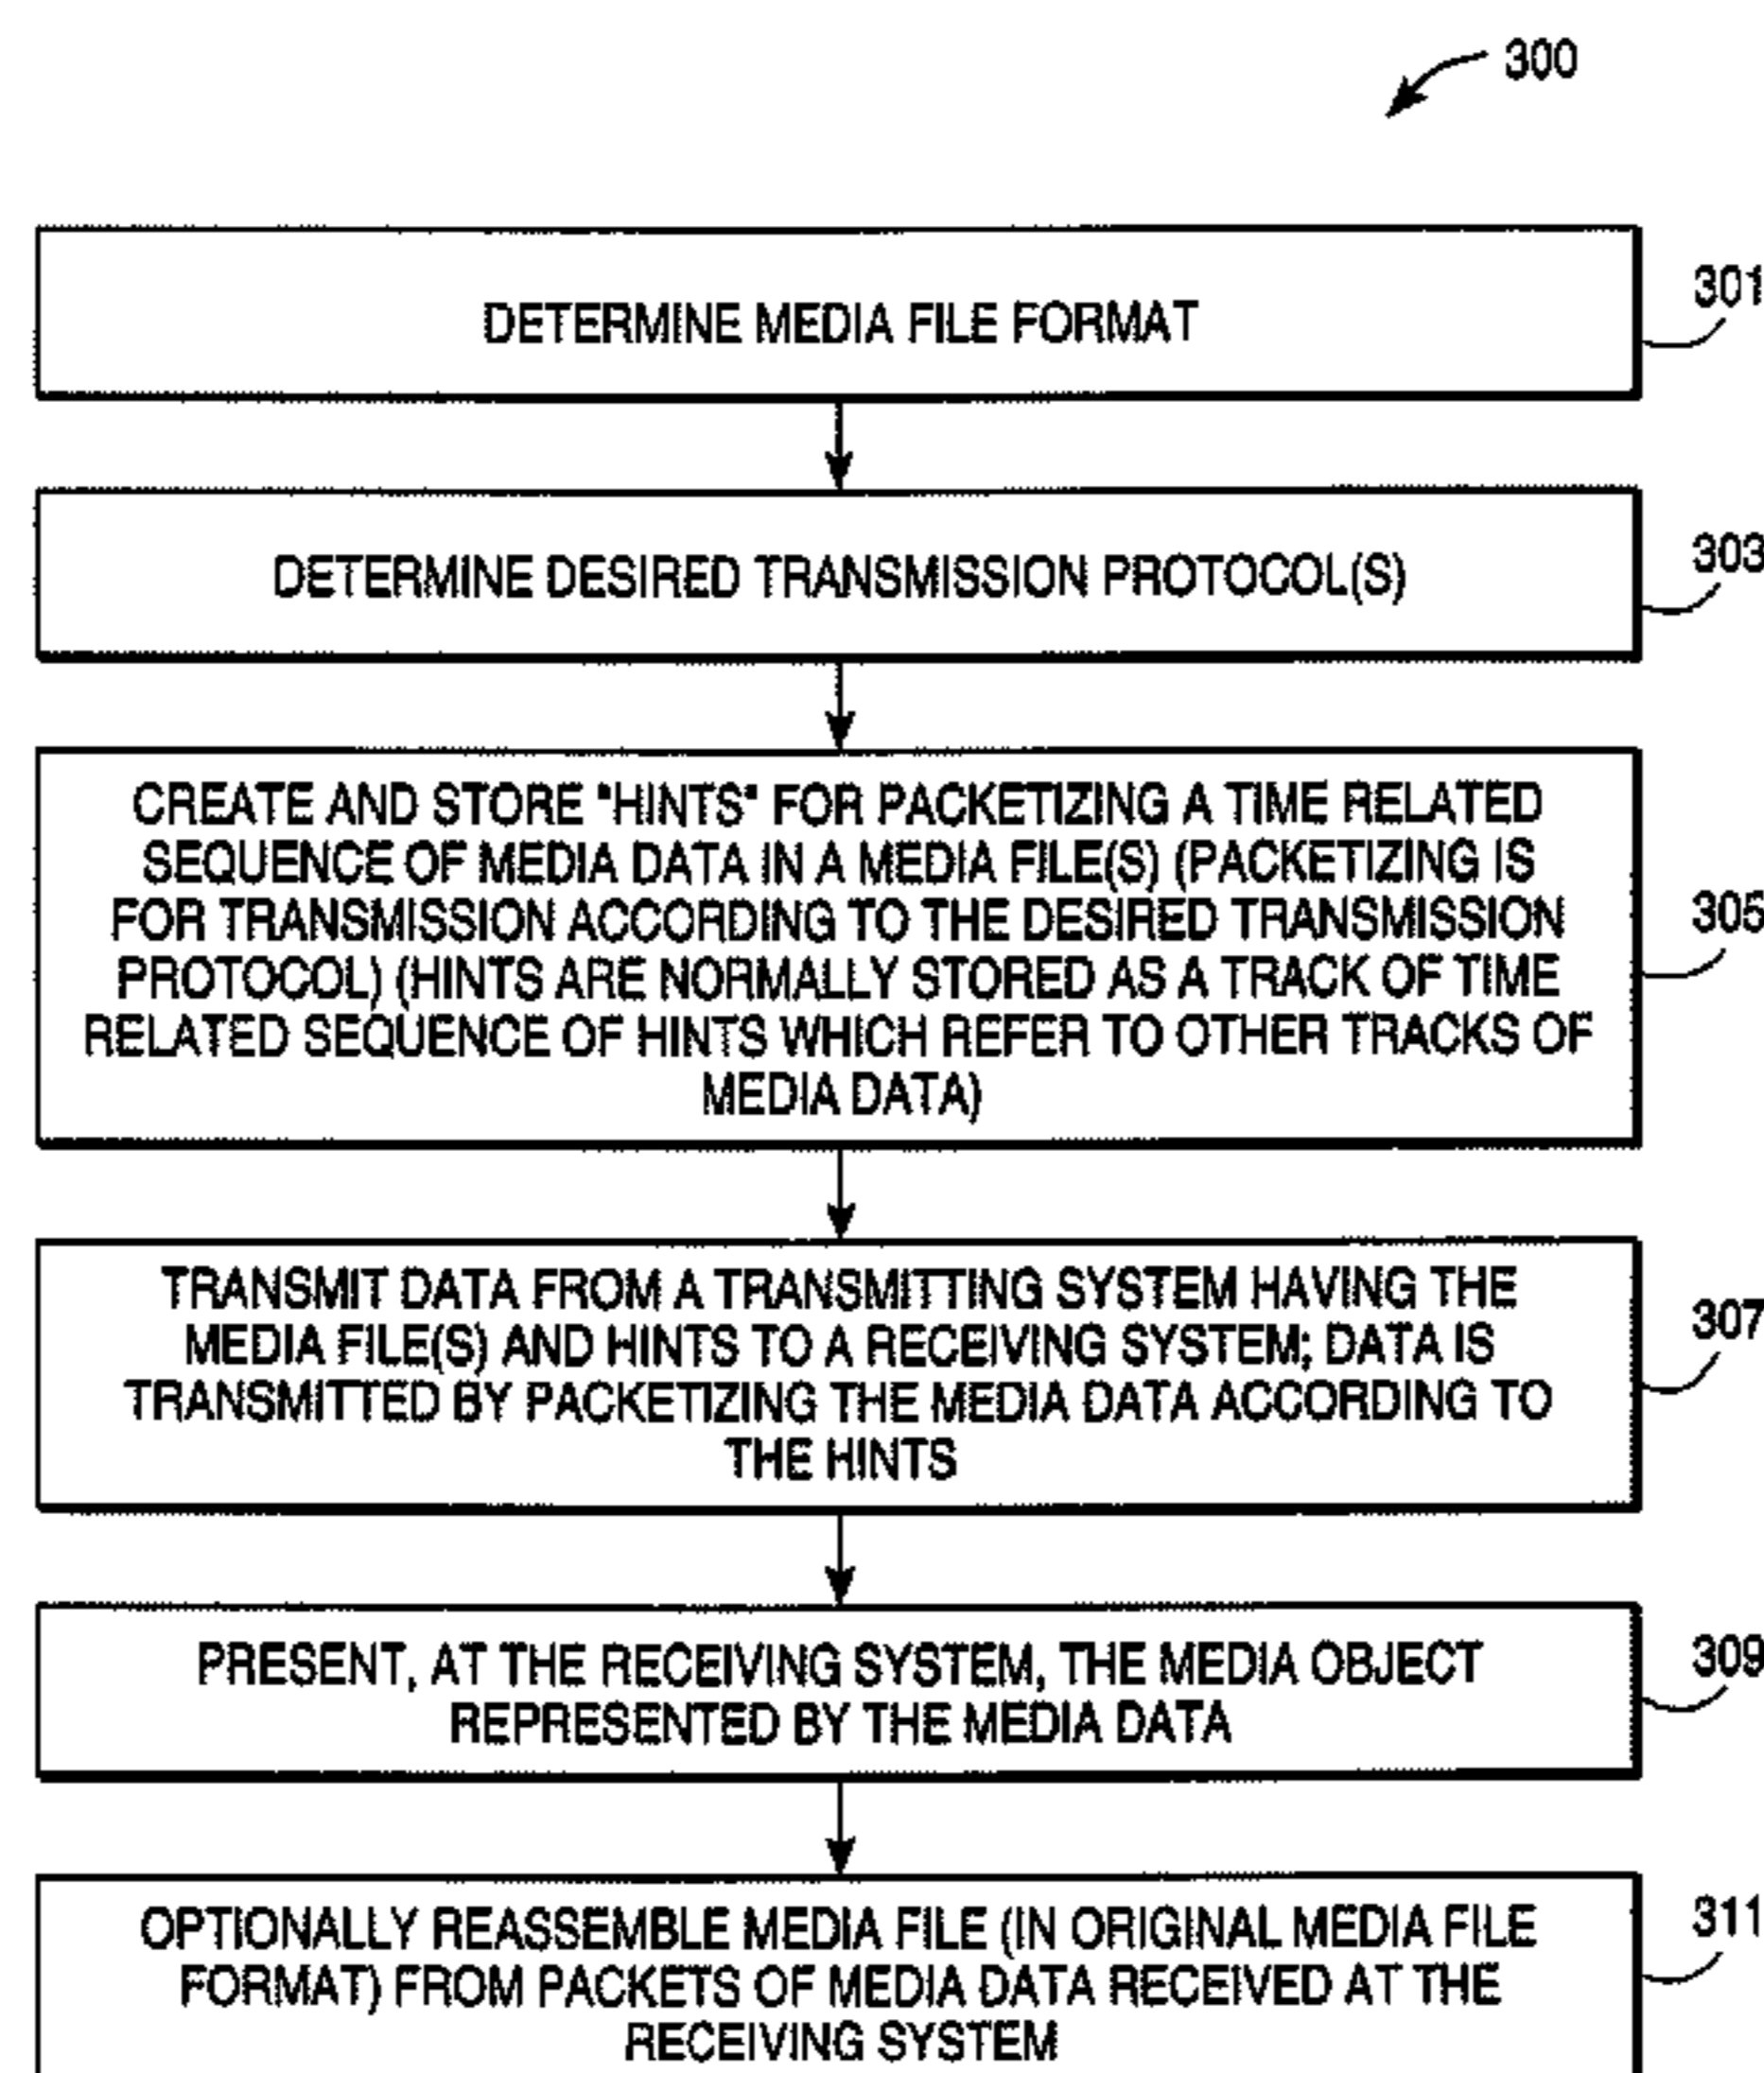 300
DETERMINE MEDIA FILE FORMAT
301
DETERMINE DESIRED TRANSMISSION PROTOCOL(S)
303
CREATE AND STORE "HINTS" FOR PACKETIZING A TIME RELATED
SEQUENCE OF MEDIA DATA IN A MEDIA FILE(S) (PACKETIZING IS
FOR TRANSMISSION ACCORDING TO THE DESIRED TRANSMISSION
PROTOCOL) (HINTS ARE NORMALLY STORED AS A TRACK OF TIME
RELATED SEQUENCE OF HINTS WHICH REFER TO OTHER TRACKS OF
MEDIA DATA)
305
TRANSMIT DATA FROM A TRANSMITTING SYSTEM HAVING THE
MEDIA FILE(S) AND HINTS TO A RECEIVING SYSTEM; DATA IS
TRANSMITTED BY PACKETIZING THE MEDIA DATA ACCORDING TO
THE HINTS
307
PRESENT, AT THE RECEIVING SYSTEM, THE MEDIA OBJECT
REPRESENTED BY THE MEDIA DATA
309
OPTIONALLY REASSEMBLE MEDIA FILE (IN ORIGINAL MEDIA FILE
FORMAT) FROM PACKETS OF MEDIA DATA RECEIVED AT THE
RECEIVING SYSTEM
311